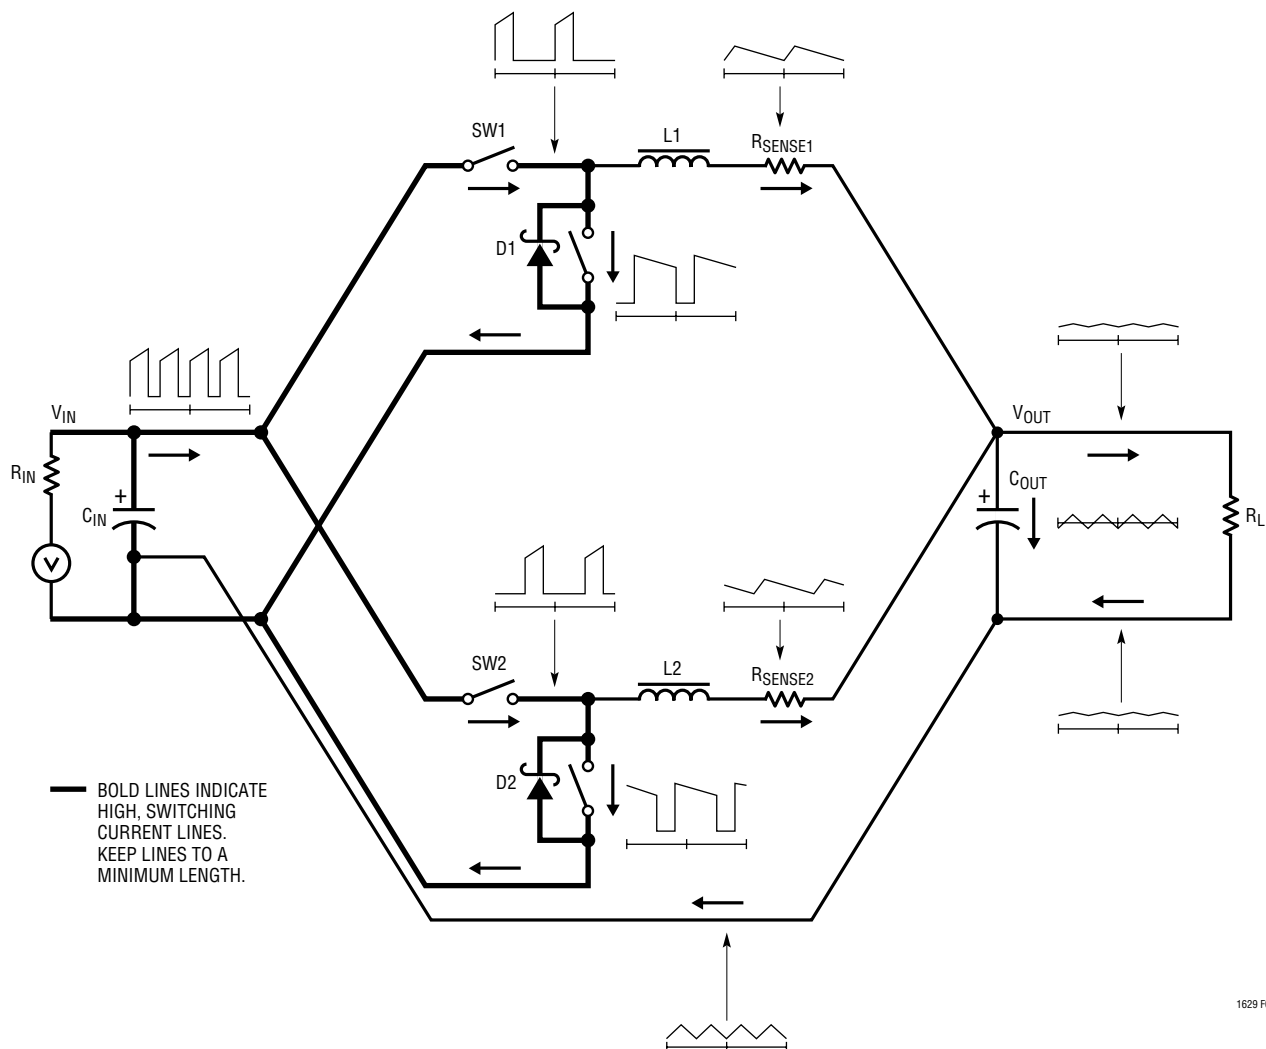 SW1
L1
RSENSE1
D1
VIN
VOUT
RIN
+
CIN
+
COUT
RL
SW2
L2
RSENSE2
D2
BOLD LINES INDICATE
HIGH, SWITCHING
CURRENT LINES.
KEEP LINES TO A
MINIMUM LENGTH.
1629